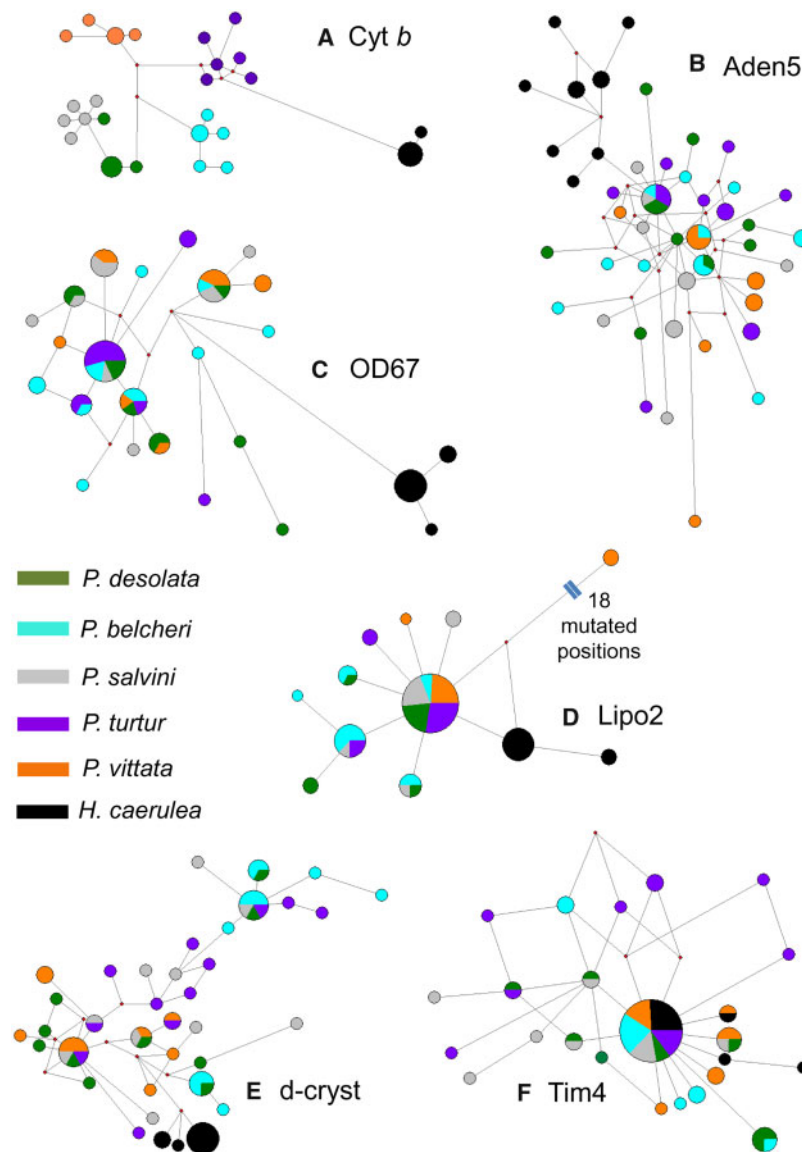 A Cyt b
B Aden5
C OD67
P. desolata
P. belcheri
P. salvini
P. turtur
P. vittata
H. caerulea
18
mutated
positions
D Lipo2
E d-cryst
F Tim4